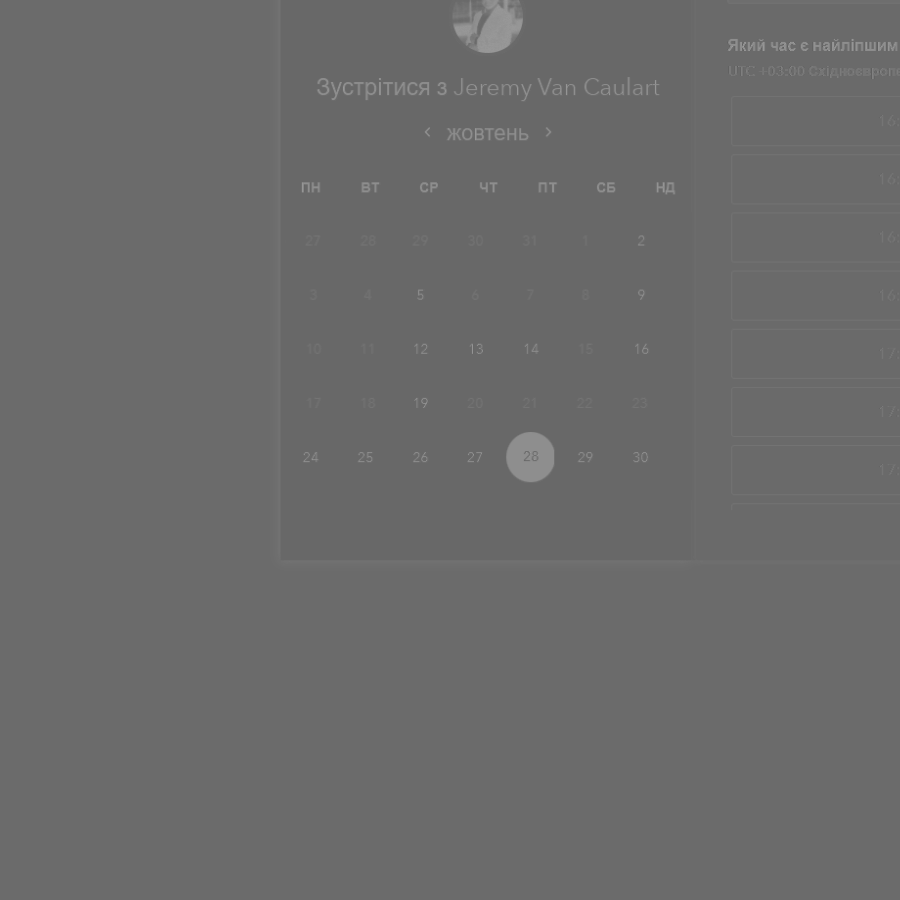 Зустрітися з Jeremy Van Caulart
жовтень
ПН ВТ СР ЧТ ПТ СБ НД
27 28 29 30 31 1 2
3 4 5 6 7 8 9
10 11 12 13 14 15 16
17 18 19 20 21 22 23
24 25 26 27 28 29 30
Який час є найліпшим
UTC +03:00
16
16
16
16
17
17
17